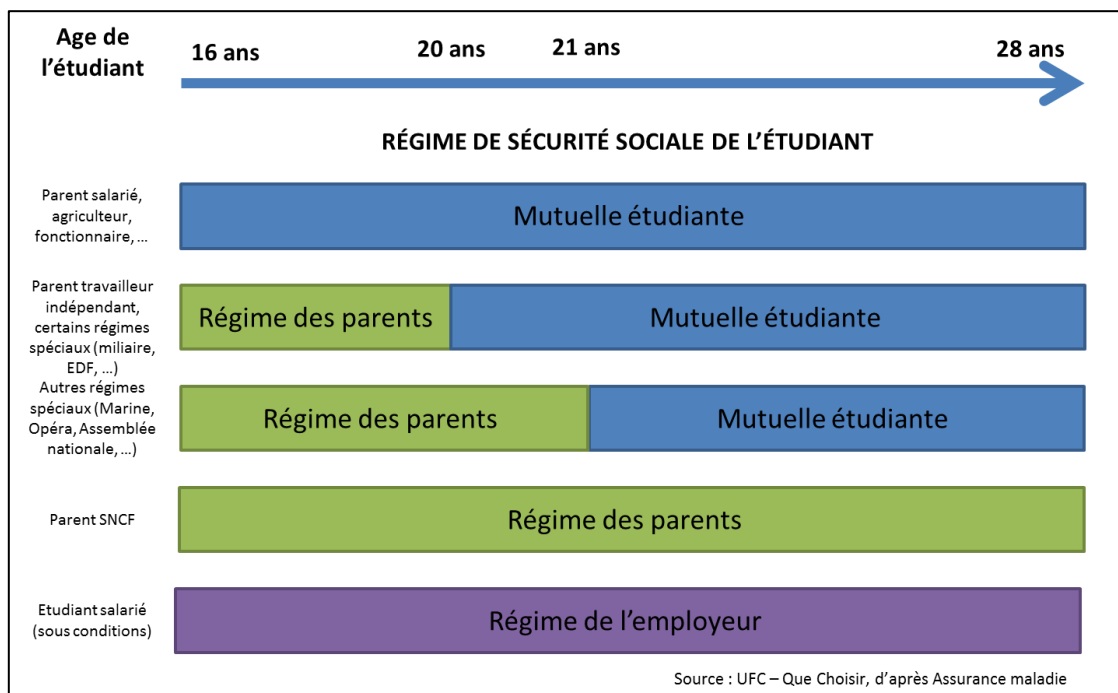 Age de
l’étudiant
16 ans
20 ans
21 ans
28 ans
RÉGIME DE SÉCURITÉ SOCIALE DE L’ÉTUDIANT
Parent salarié,
agriculteur,
fonctionnaire, …
Mutuelle étudiante
Parent travailleur
indépendant,
certains régimes
spéciaux (miliaire,
EDF, …)
Régime des parents
Mutuelle étudiante
Autres régimes
spéciaux (Marine,
Opéra, Assemblée
nationale, …)
Régime des parents
Mutuelle étudiante
Parent SNCF
Régime des parents
Etudiant salarié
(sous conditions)
Régime de l’employeur
Source : UFC – Que Choisir, d’après Assurance maladie